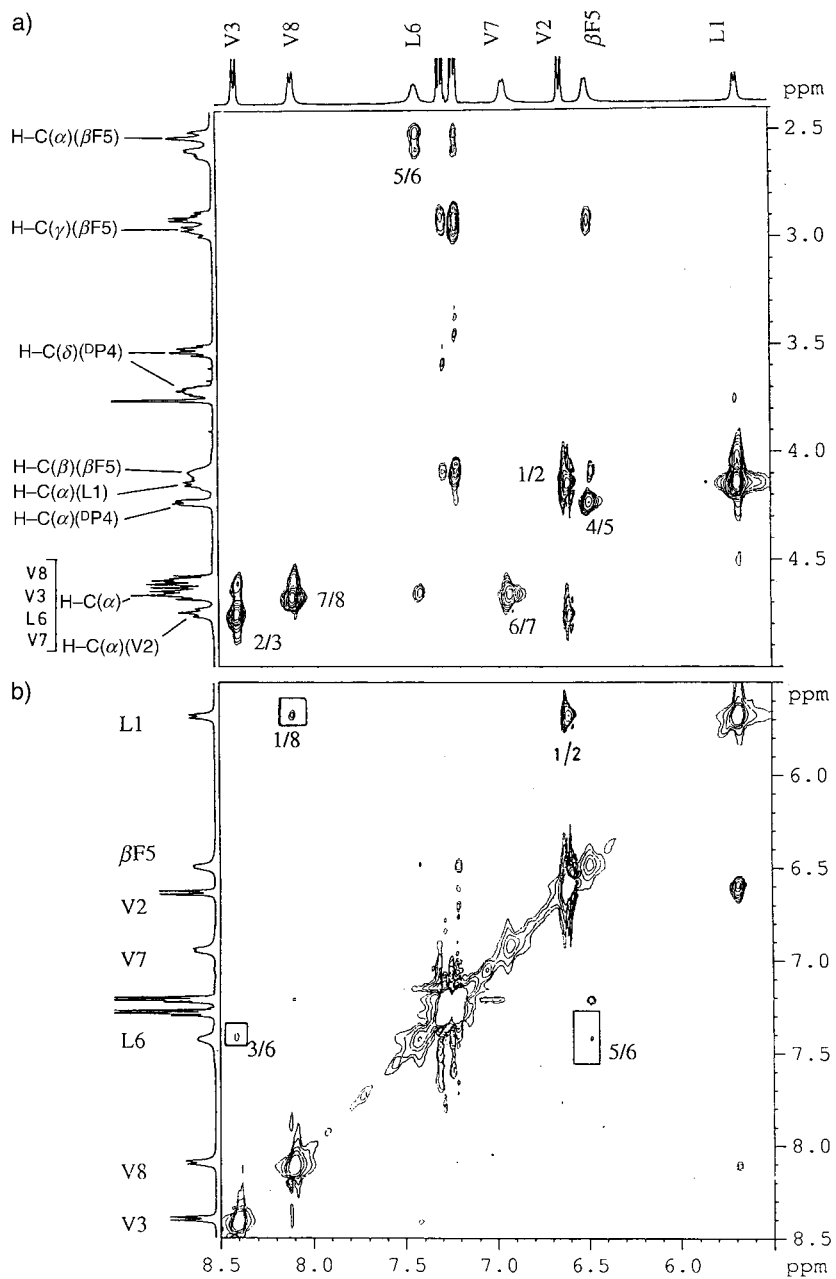 a)
V3 V8 L6 V7 V2 βF5 L1
ppm
H–C(α)(βF5)
5/6
2.5
H–C(γ)(βF5)
3.0
H–C(δ)(ᴰP4)
3.5
H–C(β)(βF5)
H–C(α)(L1)
H–C(α)(ᴰP4)
1/2
4/5
4.0
4.5
V8
V3
L6
V7
H–C(α)
H–C(α)(V2)
2/3
7/8
6/7
b)
ppm
L1
1/8
1/2
6.0
βF5
6.5
V2
V7
7.0
L6
3/6
5/6
7.5
V8
8.0
V3
8.5
8.5 8.0 7.5 7.0 6.5 6.0 ppm